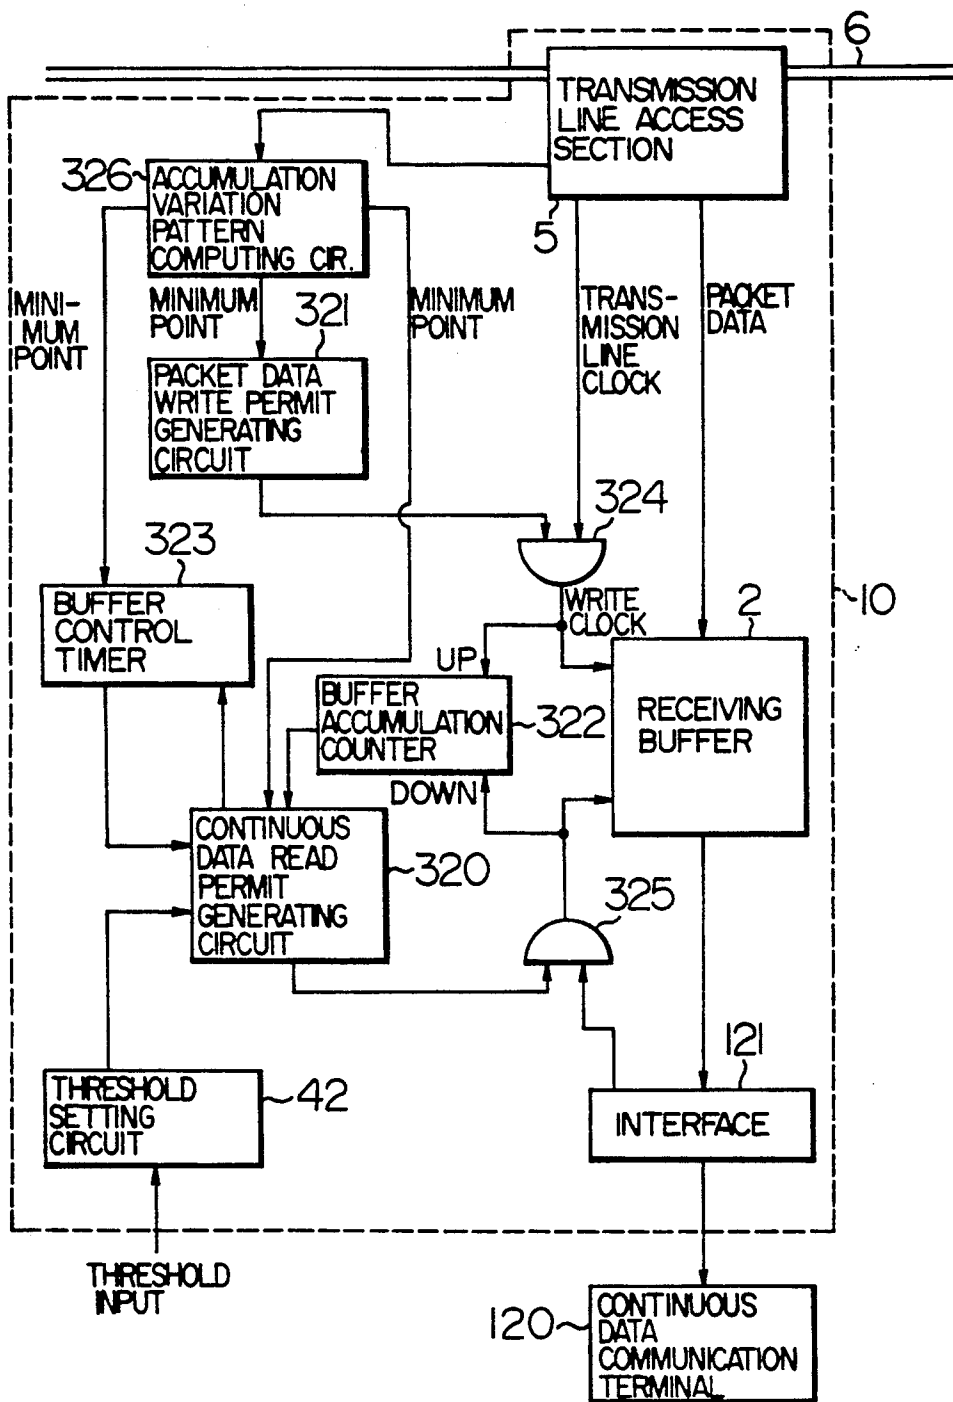 6
TRANSMISSION
LINE ACCESS
SECTION
5
326
ACCUMULATION
VARIATION
PATTERN
COMPUTING CIR.
MINI-
MUM
POINT
MINIMUM
POINT
321
MINIMUM
POINT
TRANS-
MISSION
LINE
CLOCK
PACKET
DATA
PACKET DATA
WRITE PERMIT
GENERATING
CIRCUIT
324
323
BUFFER
CONTROL
TIMER
WRITE
CLOCK
2
10
UP
BUFFER
ACCUMULATION
COUNTER
322
DOWN
RECEIVING
BUFFER
CONTINUOUS
DATA READ
PERMIT
GENERATING
CIRCUIT
320
325
THRESHOLD
SETTING
CIRCUIT
42
121
INTERFACE
THRESHOLD
INPUT
120
CONTINUOUS
DATA
COMMUNICATION
TERMINAL